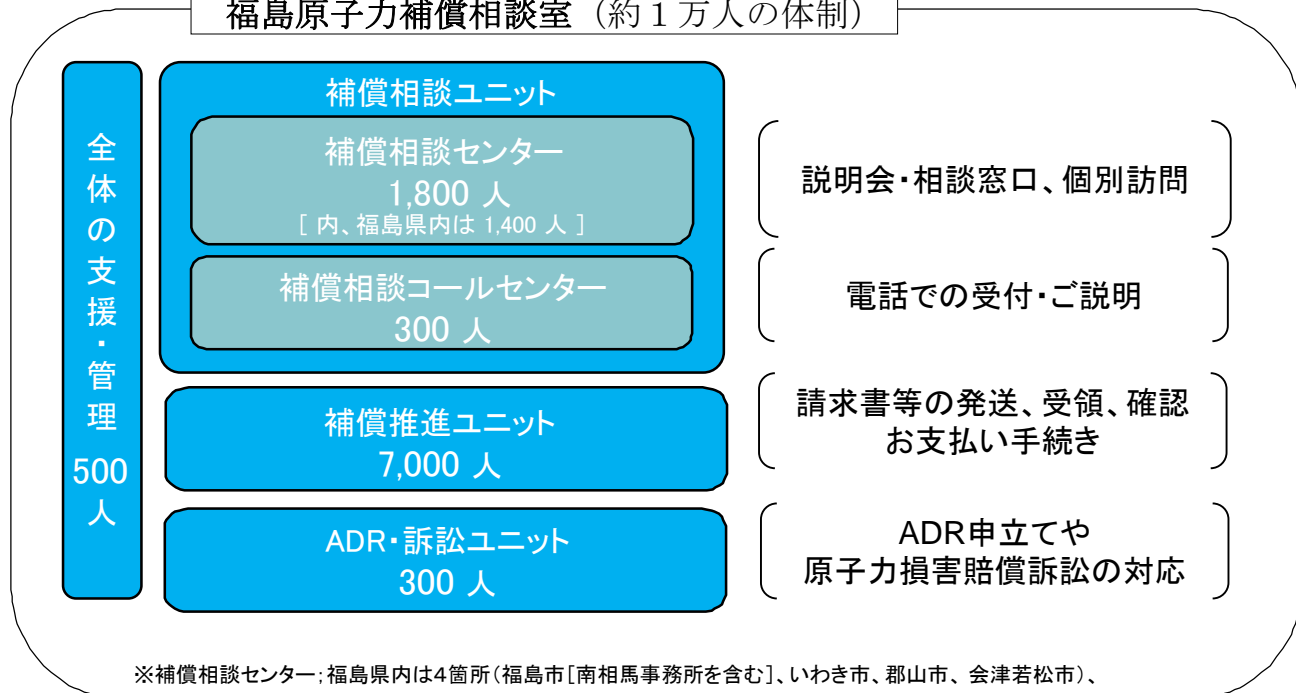 福島原子力補償相談室（約１万人の体制）
全体の支援・管理
500
人
補償相談ユニット
補償相談センター
1,800 人
［ 内、福島県内は 1,400 人 ］
説明会・相談窓口、個別訪問
補償相談コールセンター
300 人
電話での受付・ご説明
補償推進ユニット
7,000 人
請求書等の発送、受領、確認
お支払い手続き
ADR・訴訟ユニット
300 人
ADR申立てや
原子力損害賠償訴訟の対応
※補償相談センター；福島県内は４箇所（福島市［南相馬事務所を含む］、いわき市、郡山市、会津若松市）、